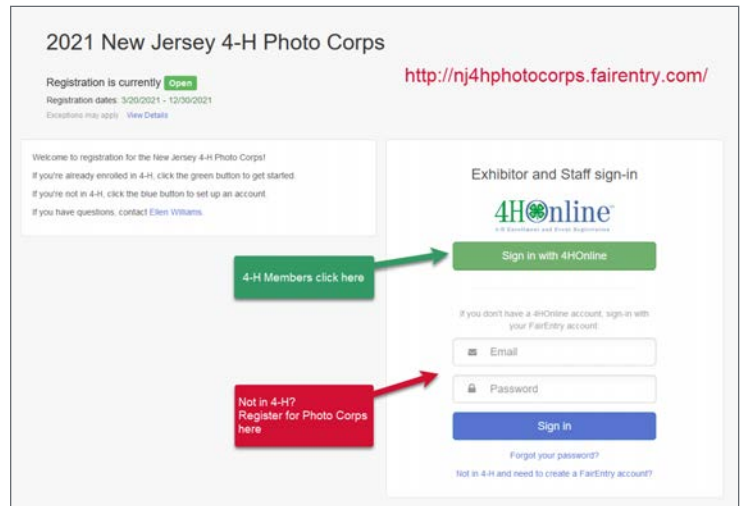 2021 New Jersey 4-H Photo Corps
http://nj4hphotocorps.fairentry.com/
Registration is currently Open
Registration dates: 3/20/2021 - 12/30/2021
Exceptions may apply View Details
Welcome to registration for the New Jersey 4-H Photo Corps!
If you're already enrolled in 4-H, click the green button to get started.
If you're not in 4-H, click the blue button to set up an account.
If you have questions, contact Ellen Williams.
Exhibitor and Staff sign-in
4HOnline
4-H Enrollment and Event Registration
Sign in with 4HOnline
4-H Members click here
If you don't have a 4HOnline account, sign-in with
your FairEntry account:
Email
Password
Not in 4-H?
Register for Photo Corps
here
Sign in
Forgot your password?
Not in 4-H and need to create a FairEntry account?